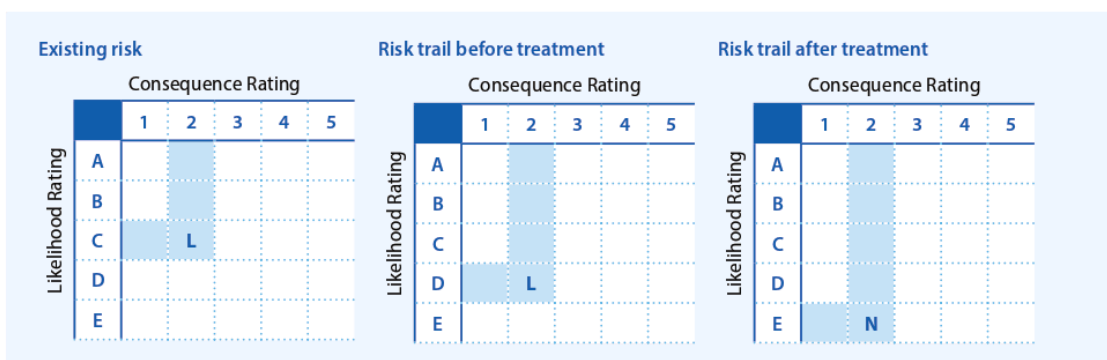 Existing risk
Consequence Rating
Likelihood Rating
1 2 3 4 5
A
B
C L
D
E
Risk trail before treatment
Consequence Rating
Likelihood Rating
1 2 3 4 5
A
B
C
D L
E
Risk trail after treatment
Consequence Rating
Likelihood Rating
1 2 3 4 5
A
B
C
D
E N